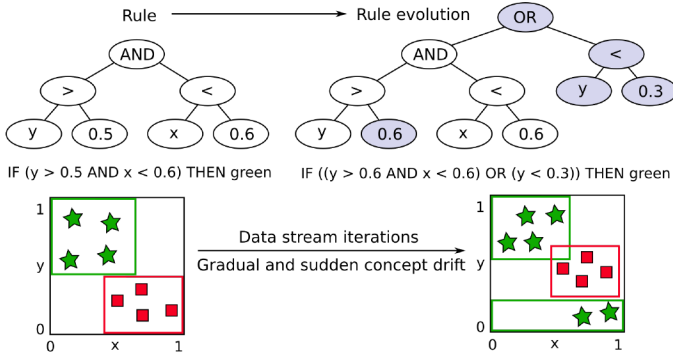 Rule
Rule evolution
OR
AND
AND
<
>
<
>
<
y
0.3
y
0.5
x
0.6
y
0.6
x
0.6
IF (y > 0.5 AND x < 0.6) THEN green
IF ((y > 0.6 AND x < 0.6) OR (y < 0.3)) THEN green
1
y
0
0
x
1
Data stream iterations
Gradual and sudden concept drift
1
y
0
0
x
1